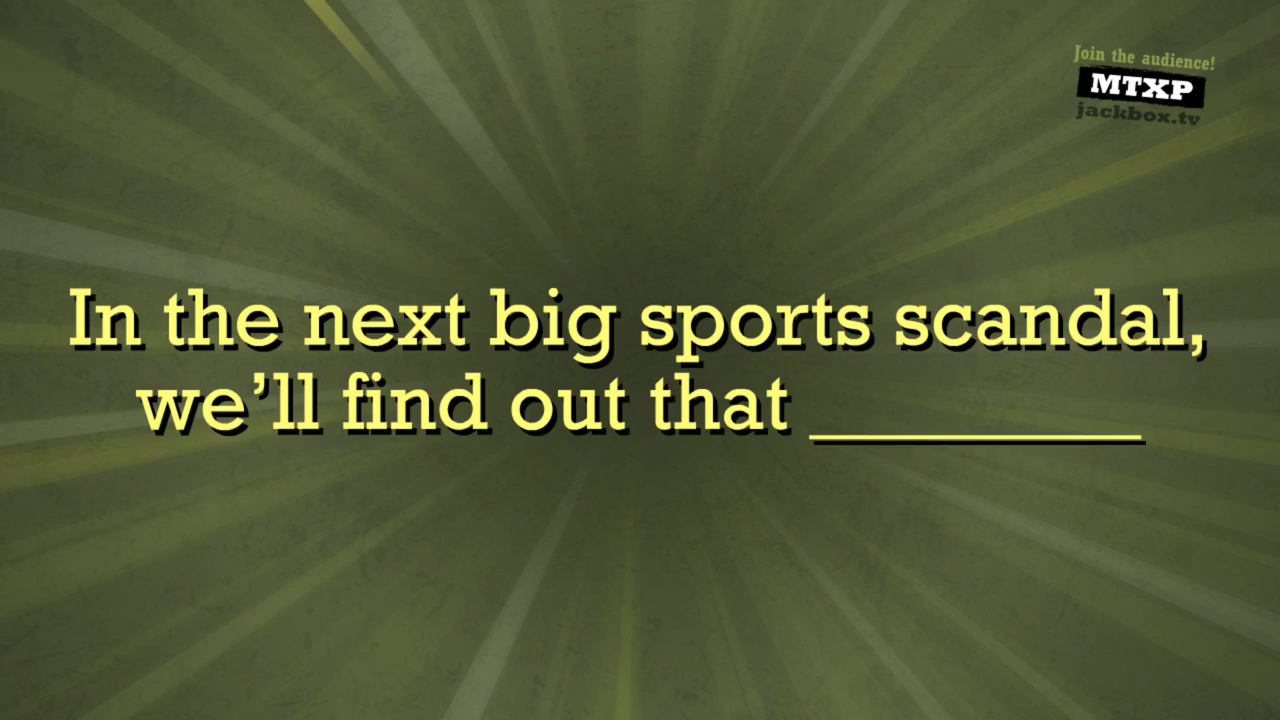 Join the audience!
MTXP
jackbox.tv
In the next big sports scandal,
we’ll find out that ________